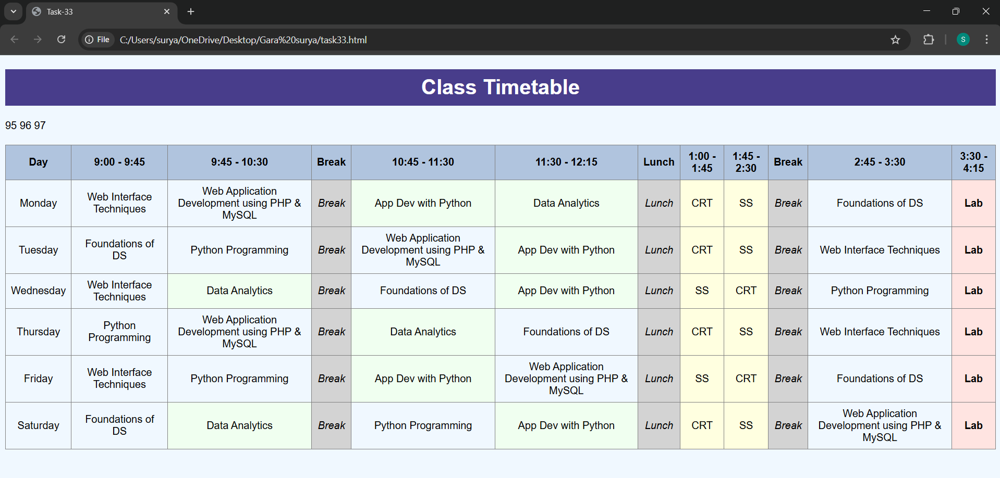 Task-33
File C:/Users/surya/OneDrive/Desktop/Gara%20surya/task33.html
S
Class Timetable
95 96 97
Day 9:00 - 9:45 9:45 - 10:30 Break 10:45 - 11:30 11:30 - 12:15 Lunch 1:00 - 1:45 1:45 - 2:30 Break 2:45 - 3:30 3:30 - 4:15
Monday Web Interface Techniques Web Application Development using PHP & MySQL Break App Dev with Python Data Analytics Lunch CRT SS Break Foundations of DS Lab
Tuesday Foundations of DS Python Programming Break Web Application Development using PHP & MySQL App Dev with Python Lunch CRT SS Break Web Interface Techniques Lab
Wednesday Web Interface Techniques Data Analytics Break Foundations of DS App Dev with Python Lunch SS CRT Break Python Programming Lab
Thursday Python Programming Web Application Development using PHP & MySQL Break Data Analytics Foundations of DS Lunch CRT SS Break Web Interface Techniques Lab
Friday Web Interface Techniques Python Programming Break App Dev with Python Web Application Development using PHP & MySQL Lunch SS CRT Break Foundations of DS Lab
Saturday Foundations of DS Data Analytics Break Python Programming App Dev with Python Lunch CRT SS Break Web Application Development using PHP & MySQL Lab